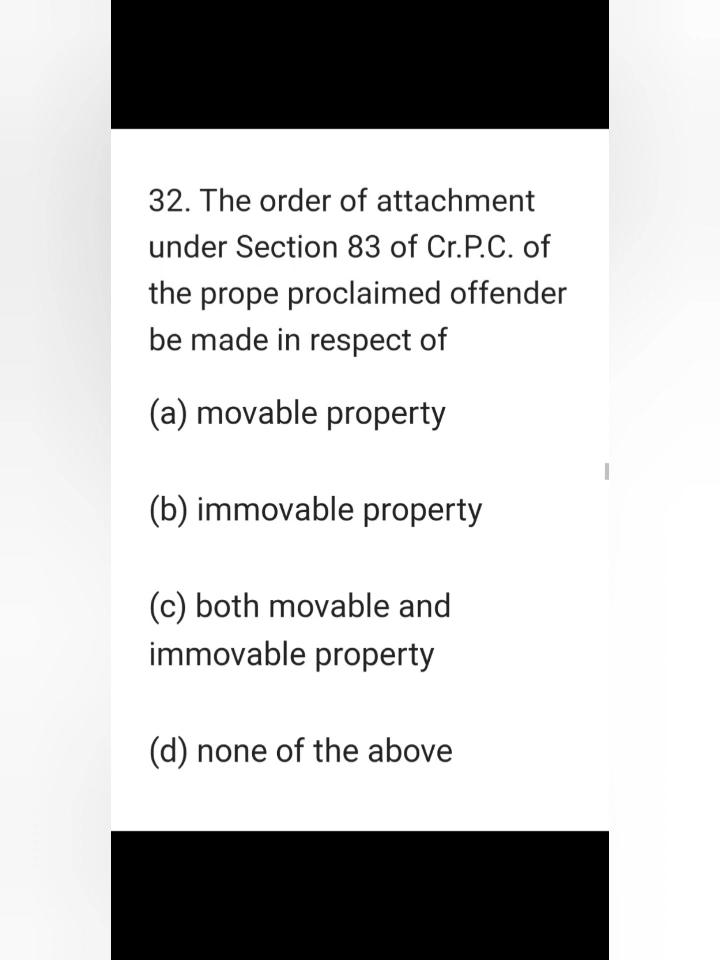 32. The order of attachment
under Section 83 of Cr.P.C. of
the prope proclaimed offender
be made in respect of
(a) movable property
(b) immovable property
(c) both movable and
immovable property
(d) none of the above